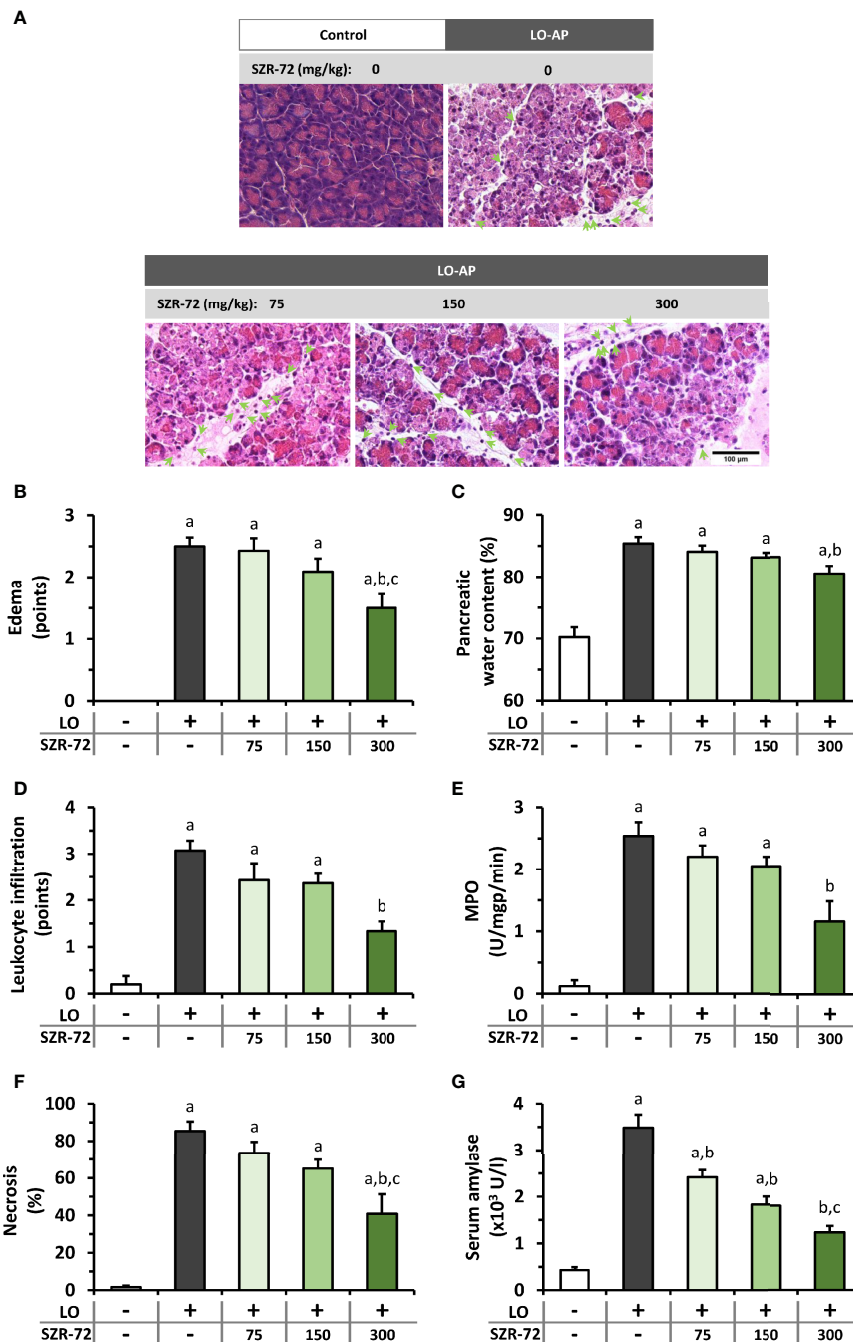 A
Control LO-AP
SZR-72 (mg/kg): 0 0
LO-AP
SZR-72 (mg/kg): 75 150 300
100 µm
B
Edema
(points)
3
2
1
0
a
a
a
a,b,c
LO - + + + +
SZR-72 - - 75 150 300
C
Pancreatic
water content (%)
90
80
70
60
a
a
a
a,b
LO - + + + +
SZR-72 - - 75 150 300
D
Leukocyte infiltration
(points)
4
3
2
1
0
a
a
a
b
LO - + + + +
SZR-72 - - 75 150 300
E
MPO
(U/mgp/min)
3
2
1
0
a
a
a
b
LO - + + + +
SZR-72 - - 75 150 300
F
Necrosis
(%)
100
80
60
40
20
0
a
a
a
a,b,c
LO - + + + +
SZR-72 - - 75 150 300
G
Serum amylase
(x10³ U/l)
4
3
2
1
0
a
a,b
a,b
b,c
LO - + + + +
SZR-72 - - 75 150 300